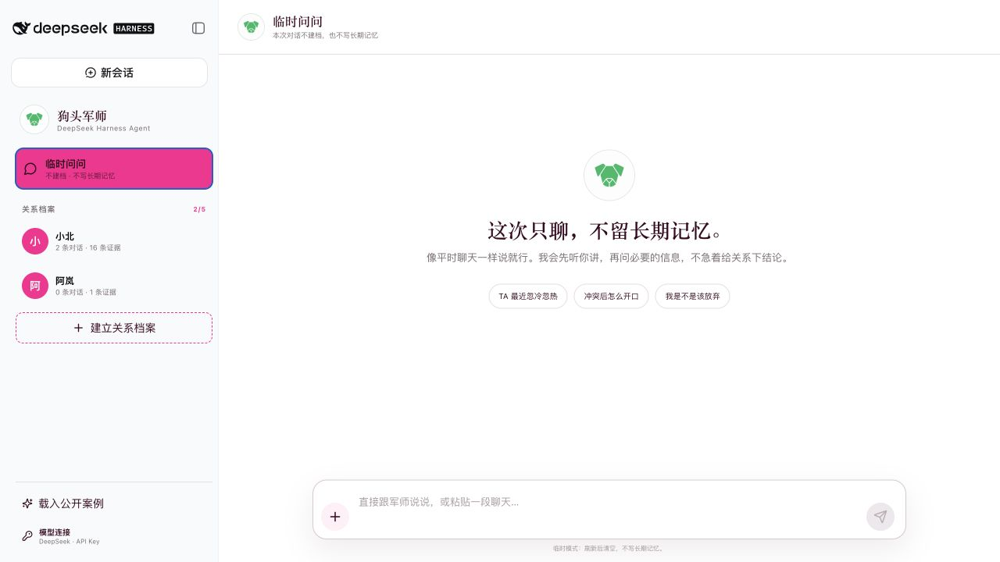 deepseek HARNESS
新会话
狗头军师
DeepSeek Harness Agent
临时问问
不建档 · 不写长期记忆
关系档案 2/5
小
小北
2 条对话 · 16 条证据
阿
阿岚
0 条对话 · 1 条证据
建立关系档案
载入公开案例
模型连接
DeepSeek · API Key
临时问问
本次对话不建档，也不写长期记忆
这次只聊，不留长期记忆。
像平时聊天一样说就行。我会先听你讲，再问必要的信息，不急着给关系下结论。
TA 最近忽冷忽热
冲突后怎么开口
我是不是该放弃
直接跟军师说说，或粘贴一段聊天…
临时模式：刷新后清空，不写长期记忆。